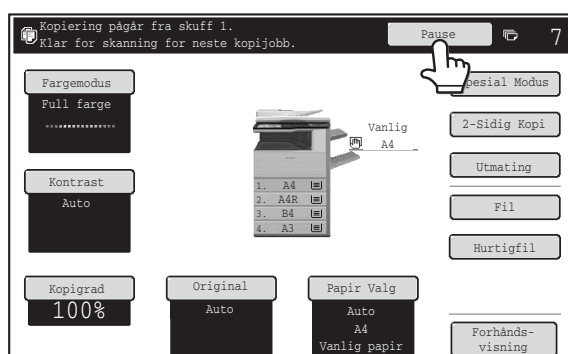 Kopiering pågår fra skuff 1.
Klar for skanning for neste kopijobb.
Pause
7
Fargemodus
Full farge
Spesial Modus
Vanlig
A4
2-Sidig Kopi
Utmating
Kontrast
Auto
1. A4
2. A4R
3. B4
4. A3
Fil
Hurtigfil
Kopigrad
100%
Original
Auto
Papir Valg
Auto
A4
Vanlig papir
Forhånds-
visning